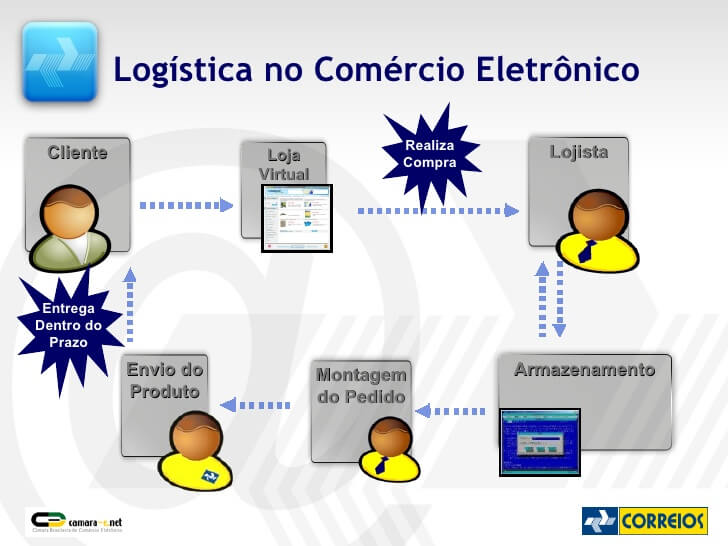 Logística no Comércio Eletrônico
Cliente
Loja
Virtual
Realiza
Compra
Lojista
Entrega
Dentro do
Prazo
Envio do
Produto
Montagem
do Pedido
Armazenamento
camara-e.net
Câmara Brasileira de Comércio Eletrônico
CORREIOS